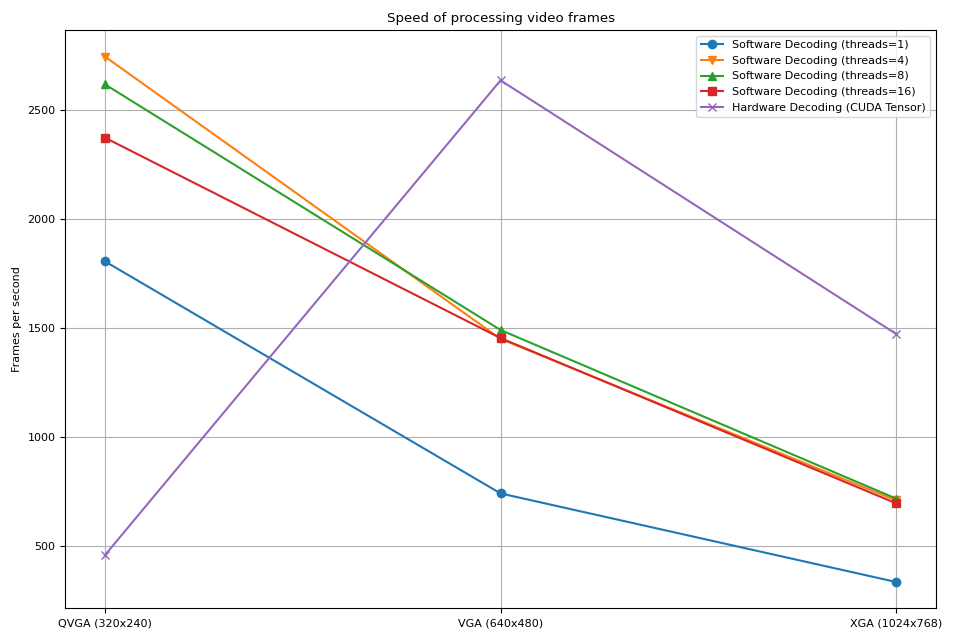 Speed of processing video frames
Software Decoding (threads=1)
Software Decoding (threads=4)
Software Decoding (threads=8)
Software Decoding (threads=16)
Hardware Decoding (CUDA Tensor)
Frames per second
2500
2000
1500
1000
500
QVGA (320x240)
VGA (640x480)
XGA (1024x768)